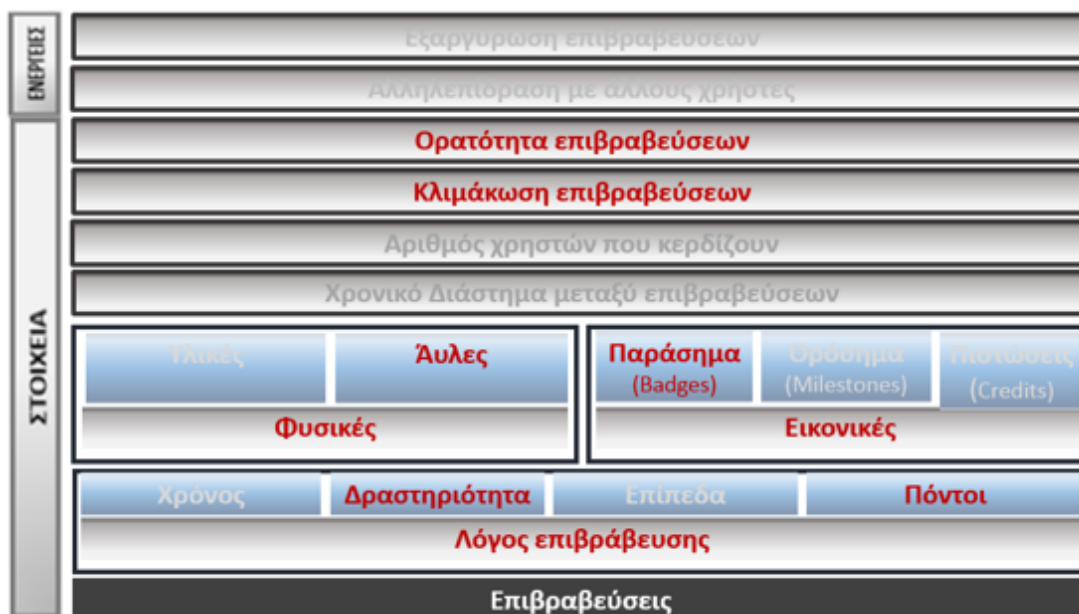 ΕΝΕΡΓΕΙΕΣ
Εξαργύρωση επιβραβεύσεων
Αλληλεπίδραση με άλλους χρήστες
ΣΤΟΙΧΕΙΑ
Ορατότητα επιβραβεύσεων
Κλιμάκωση επιβραβεύσεων
Αριθμός χρηστών που κερδίζουν
Χρονικό Διάστημα μεταξύ επιβραβεύσεων
Υλικές Άυλες
Φυσικές
Παράσημα Ορόσημα Πιστώσεις
(Badges) (Milestones) (Credits)
Εικονικές
Χρόνος Δραστηριότητα Επίπεδα Πόντοι
Λόγος επιβράβευσης
Επιβραβεύσεις